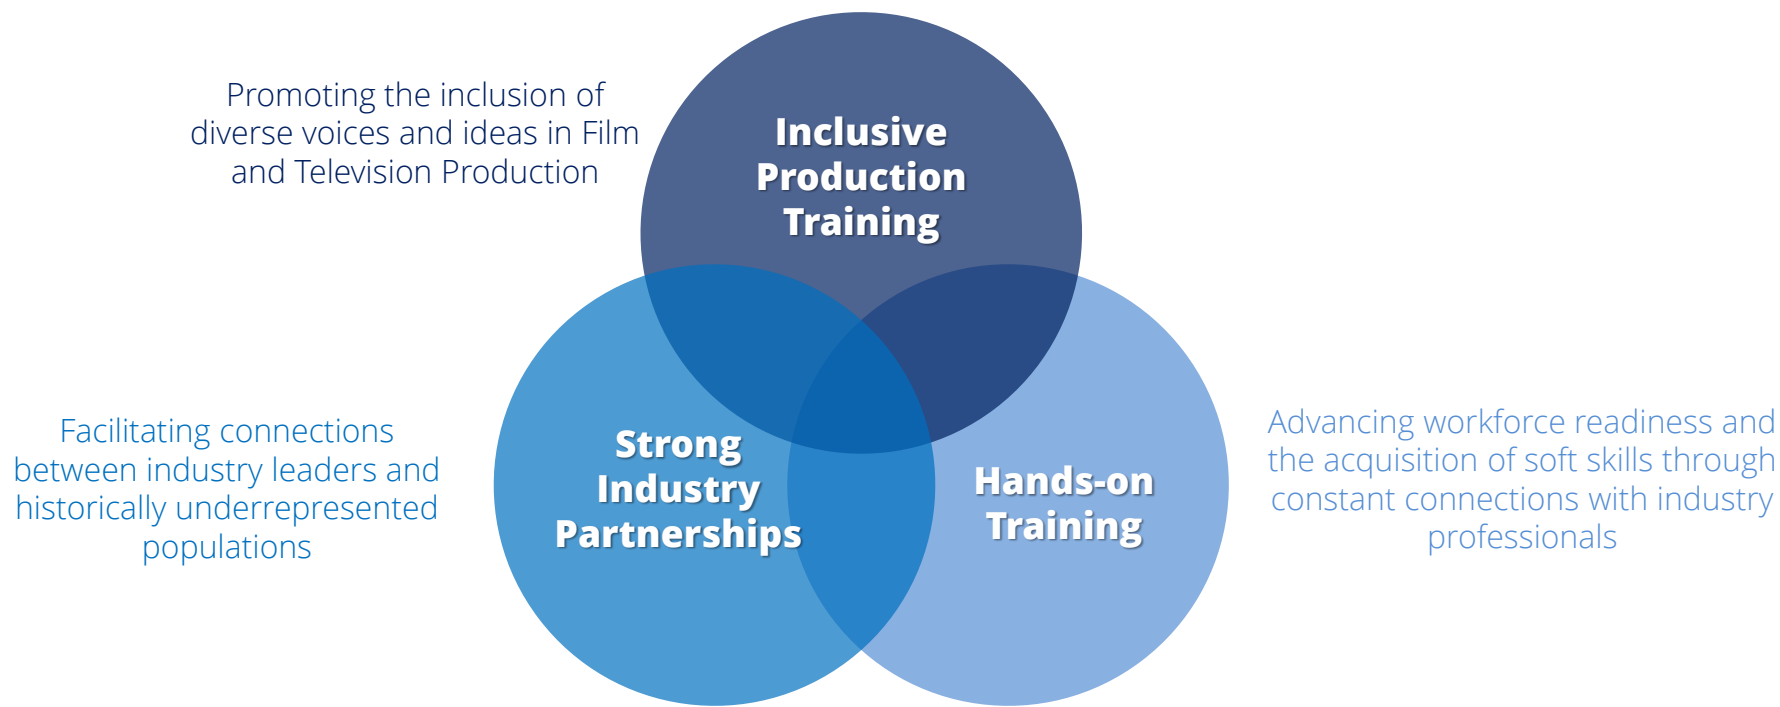 Promoting the inclusion of
diverse voices and ideas in Film
and Television Production
Inclusive
Production
Training
Facilitating connections
between industry leaders and
historically underrepresented
populations
Strong
Industry
Partnerships
Hands-on
Training
Advancing workforce readiness and
the acquisition of soft skills through
constant connections with industry
professionals